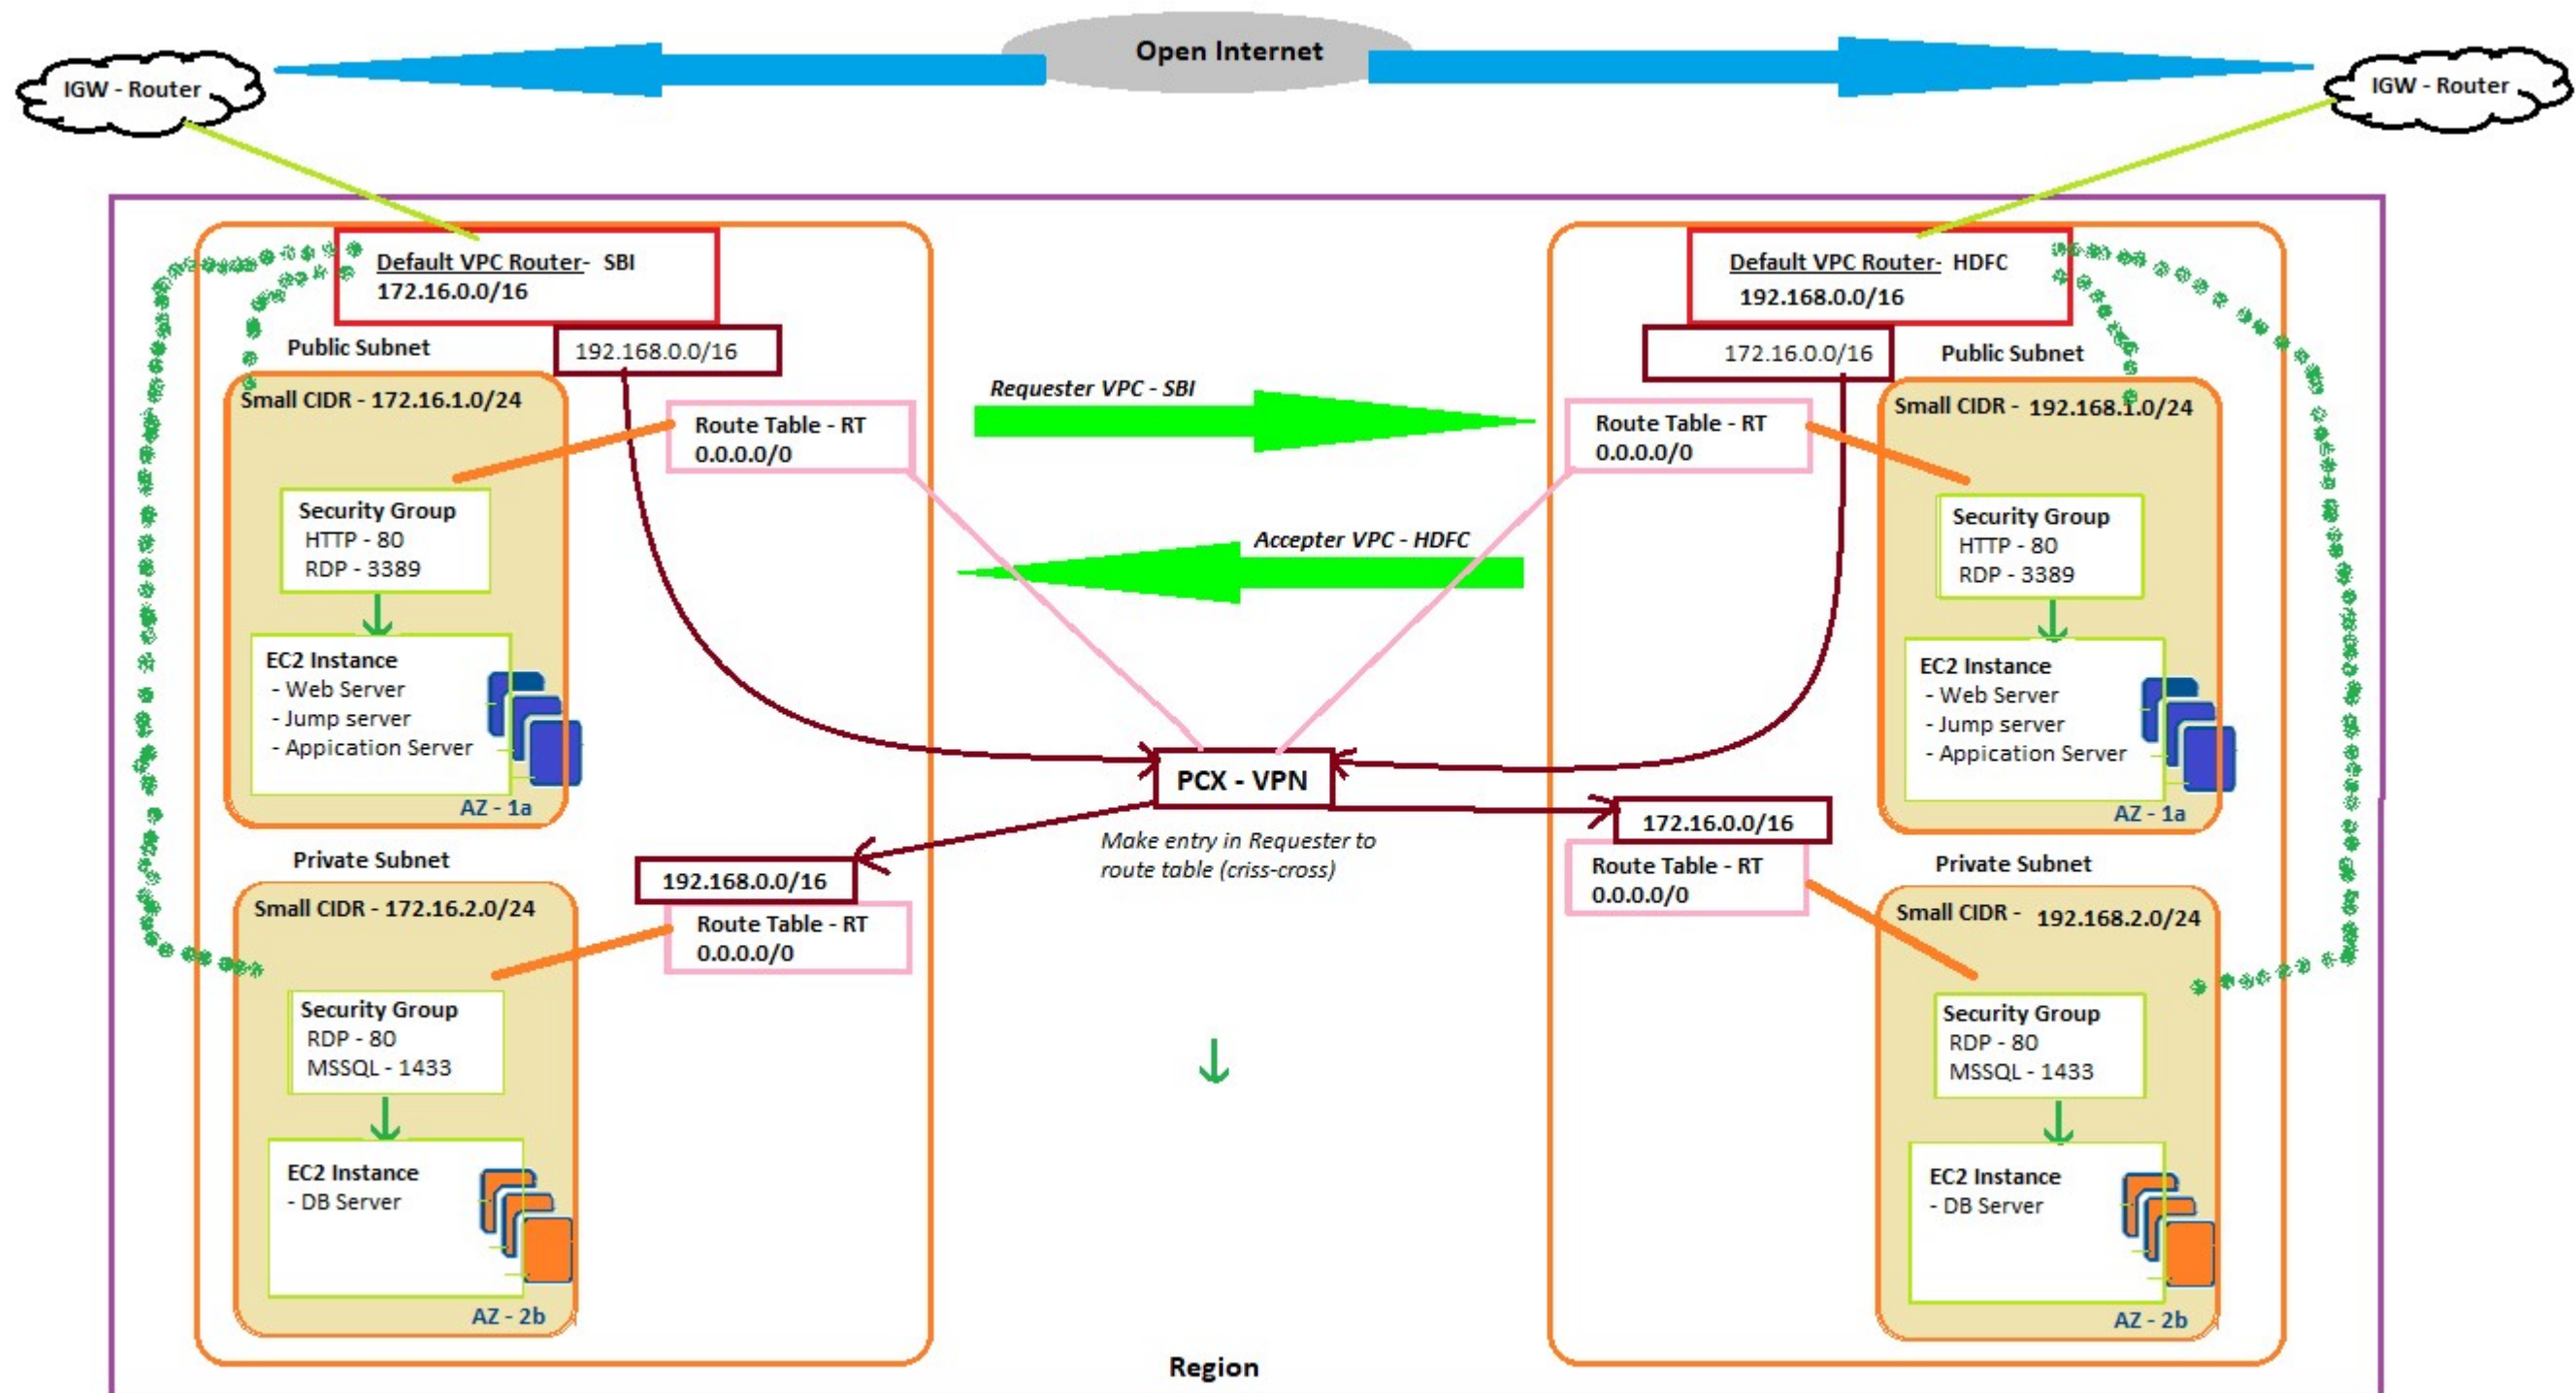 Open Internet
IGW - Router
IGW - Router
Default VPC Router- SBI
172.16.0.0/16
Public Subnet
192.168.0.0/16
Small CIDR - 172.16.1.0/24
Route Table - RT
0.0.0.0/0
Security Group
HTTP - 80
RDP - 3389
EC2 Instance
- Web Server
- Jump server
- Appication Server
AZ - 1a
Private Subnet
192.168.0.0/16
Small CIDR - 172.16.2.0/24
Route Table - RT
0.0.0.0/0
Security Group
RDP - 80
MSSQL - 1433
EC2 Instance
- DB Server
AZ - 2b
Requester VPC - SBI
Accepter VPC - HDFC
PCX - VPN
Make entry in Requester to
route table (criss-cross)
Default VPC Router- HDFC
192.168.0.0/16
172.16.0.0/16
Public Subnet
Route Table - RT
0.0.0.0/0
Small CIDR - 192.168.1.0/24
Security Group
HTTP - 80
RDP - 3389
EC2 Instance
- Web Server
- Jump server
- Appication Server
AZ - 1a
172.16.0.0/16
Route Table - RT
0.0.0.0/0
Private Subnet
Small CIDR - 192.168.2.0/24
Security Group
RDP - 80
MSSQL - 1433
EC2 Instance
- DB Server
AZ - 2b
Region